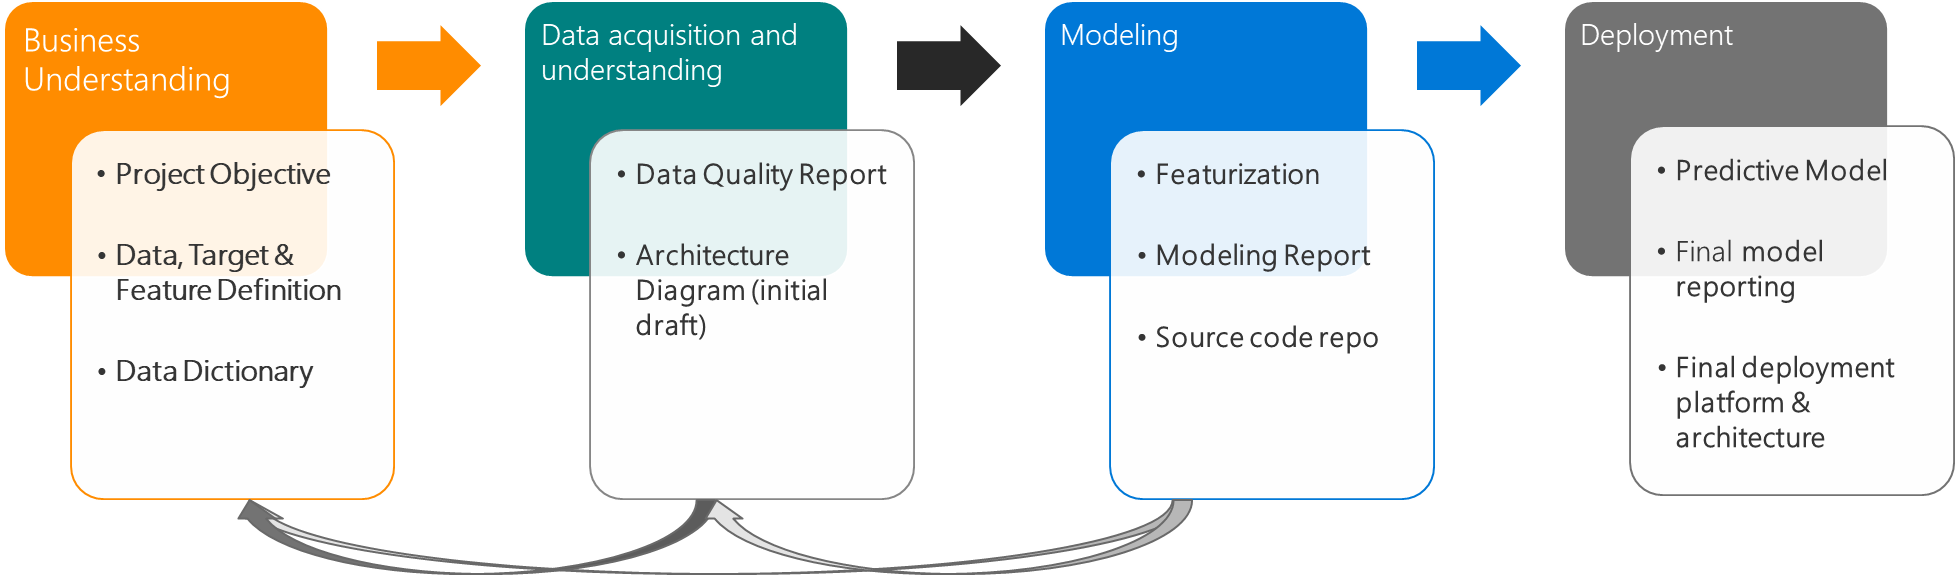 Business
Understanding
• Project Objective
• Data, Target &
Feature Definition
• Data Dictionary
Data acquisition and
understanding
• Data Quality Report
• Architecture
Diagram (initial
draft)
Modeling
• Featurization
• Modeling Report
• Source code repo
Deployment
• Predictive Model
• Final model
reporting
• Final deployment
platform &
architecture